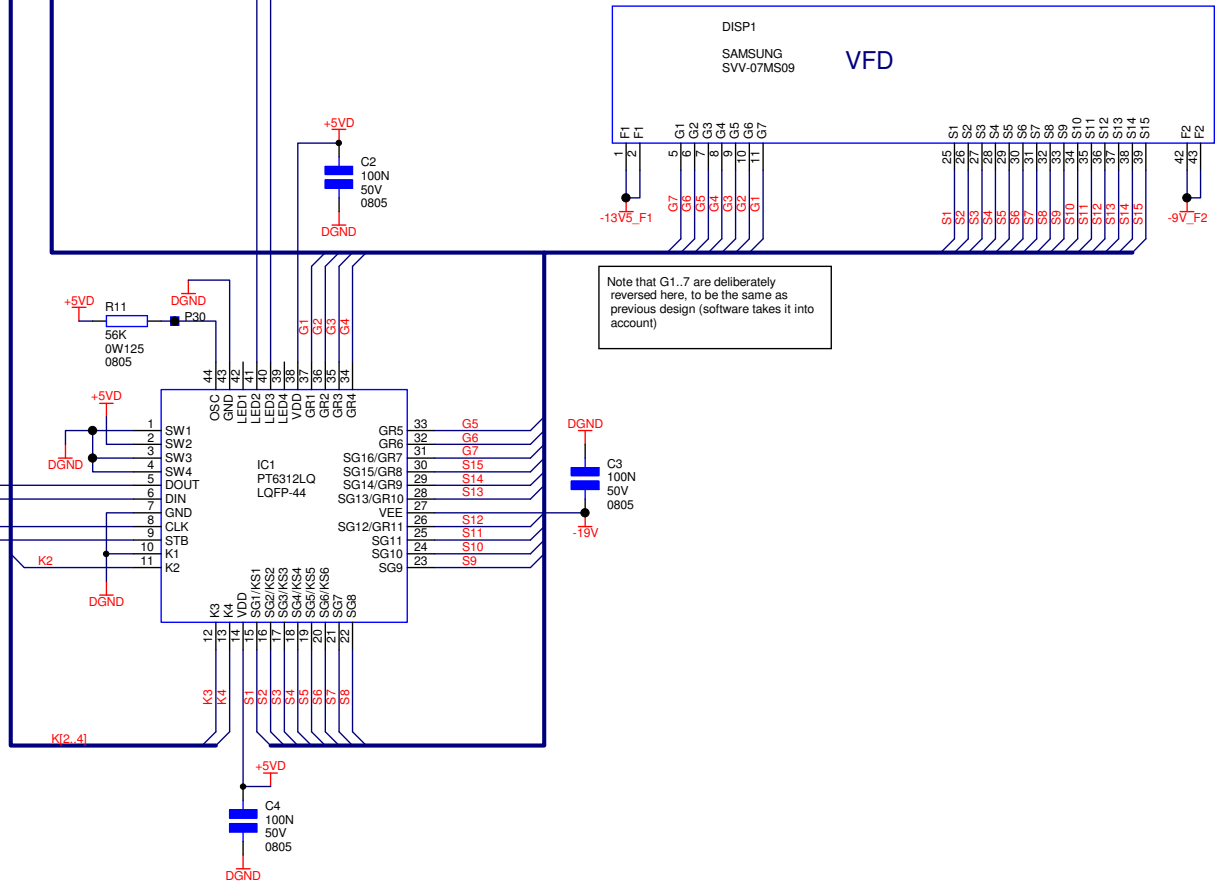 DISP1
SAMSUNG
SVV-07MS09
VFD
F1 F1 G1 G2 G3 G4 G5 G6 G7 S1 S2 S3 S4 S5 S6 S7 S8 S9 S10 S11 S12 S13 S14 S15 F2 F2
1 2 5 6 7 8 9 10 11 25 26 27 28 29 30 31 32 33 34 35 36 37 38 39 42 43
G7 G6 G5 G4 G3 G2 G1 S1 S2 S3 S4 S5 S6 S7 S8 S9 S10 S11 S12 S13 S14 S15
-13V5_F1
-9V_F2
+5VD
C2
100N
50V
0805
DGND
Note that G1..7 are deliberately
reversed here, to be the same as
previous design (software takes it into
account)
+5VD
R11
56K
0W125
0805
P30
DGND
G1 G2 G3 G4
44 43 42 41 40 39 38 37 36 35 34
OSC GND LED1 LED2 LED3 LED4 VDD GR1 GR2 GR3 GR4
+5VD
DGND
1 SW1
2 SW2
3 SW3
4 SW4
5 DOUT
6 DIN
7 GND
8 CLK
9 STB
10 K1
K2 11 K2
DGND
IC1
PT6312LQ
LQFP-44
GR5 33 G5
GR6 32 G6
SG16/GR7 31 G7
SG15/GR8 30 S15
SG14/GR9 29 S14
SG13/GR10 28 S13
VEE 27
SG12/GR11 26 S12
SG11 25 S11
SG10 24 S10
SG9 23 S9
DGND
C3
100N
50V
0805
-19V
K3 K4 VDD SG1/KS1 SG2/KS2 SG3/KS3 SG4/KS4 SG5/KS5 SG6/KS6 SG7 SG8
12 13 14 15 16 17 18 19 20 21 22
K3 K4 S1 S2 S3 S4 S5 S6 S7 S8
K[2..4]
+5VD
C4
100N
50V
0805
DGND